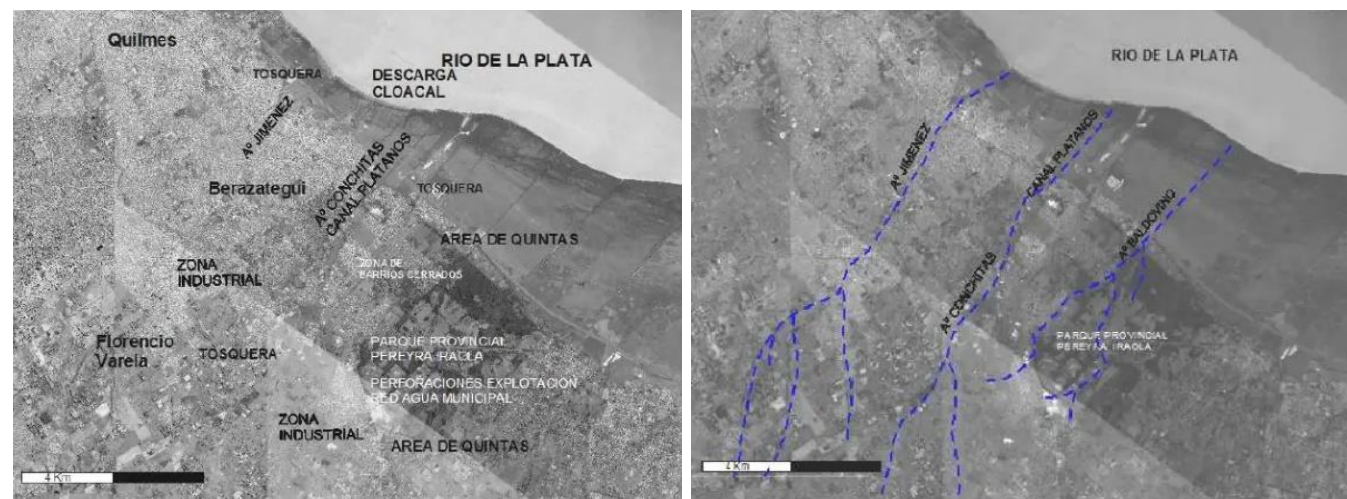 Quilmes
RIO DE LA PLATA
TOSQUERA
DESCARGA
CLOACAL
Aº JIMENEZ
Aº CONCHITAS
CANAL PLATANOS
Berazategui
TOSQUERA
AREA DE QUINTAS
ZONA
INDUSTRIAL
ZONA DE
BARRIOS CERRADOS
Florencio
Varela
TOSQUERA
PARQUE PROVINCIAL
PEREYRA IRAOLA
PERFORACIONES EXPLOTACION
RED AGUA MUNICIPAL
ZONA
INDUSTRIAL
AREA DE QUINTAS
4 Km
RIO DE LA PLATA
Aº JIMENEZ
CANAL PLATANOS
Aº BALDOVINO
Aº CONCHITAS
PARQUE PROVINCIAL
PEREYRA IRAOLA
4 Km